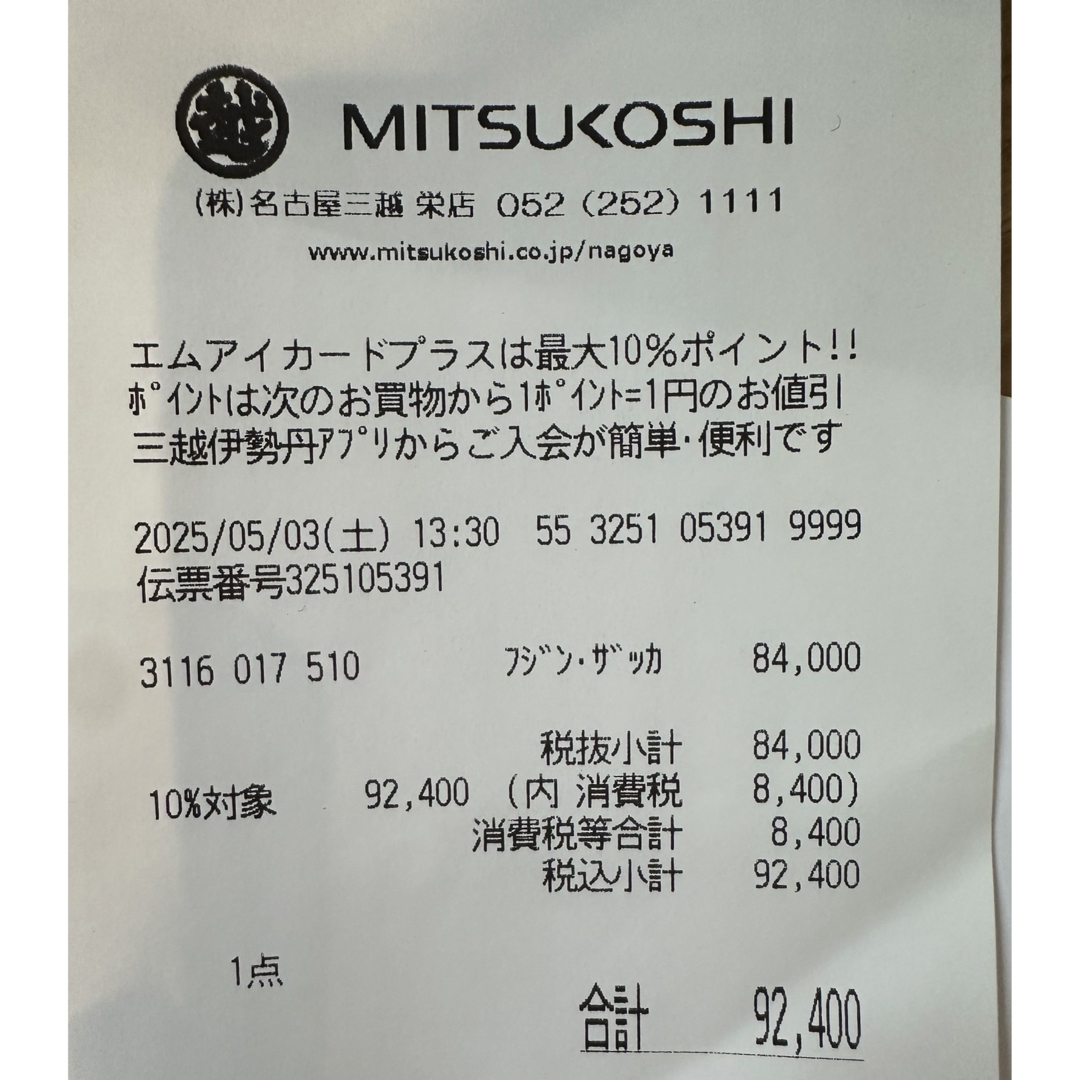 越 MITSUKOSHI
(株)名古屋三越 栄店 052 (252) 1111
www.mitsukoshi.co.jp/nagoya
エムアイカードプラスは最大10%ポイント!!
ﾎﾟｲﾝﾄは次のお買物から1ﾎﾟｲﾝﾄ=1円のお値引
三越伊勢丹ｱﾌﾟﾘからご入会が簡単･便利です
2025/05/03(土) 13:30 55 3251 05391 9999
伝票番号325105391
3116 017 510 ﾌｼﾞﾝ･ｻﾞｯｶ 84,000
税抜小計 84,000
10%対象 92,400 (内 消費税 8,400)
消費税等合計 8,400
税込小計 92,400
1点
合計 92,400